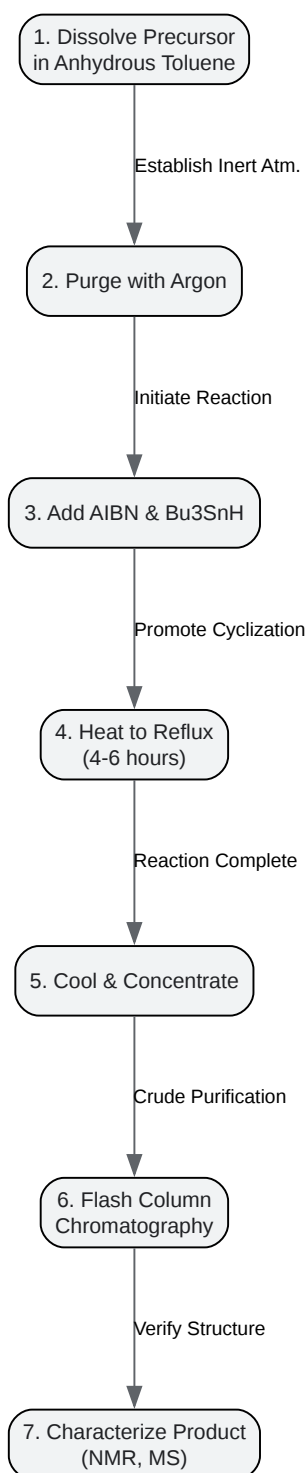 1. Dissolve Precursor
in Anhydrous Toluene
Establish Inert Atm.
2. Purge with Argon
Initiate Reaction
3. Add AIBN & Bu3SnH
Promote Cyclization
4. Heat to Reflux
(4-6 hours)
Reaction Complete
5. Cool & Concentrate
Crude Purification
6. Flash Column
Chromatography
Verify Structure
7. Characterize Product
(NMR, MS)